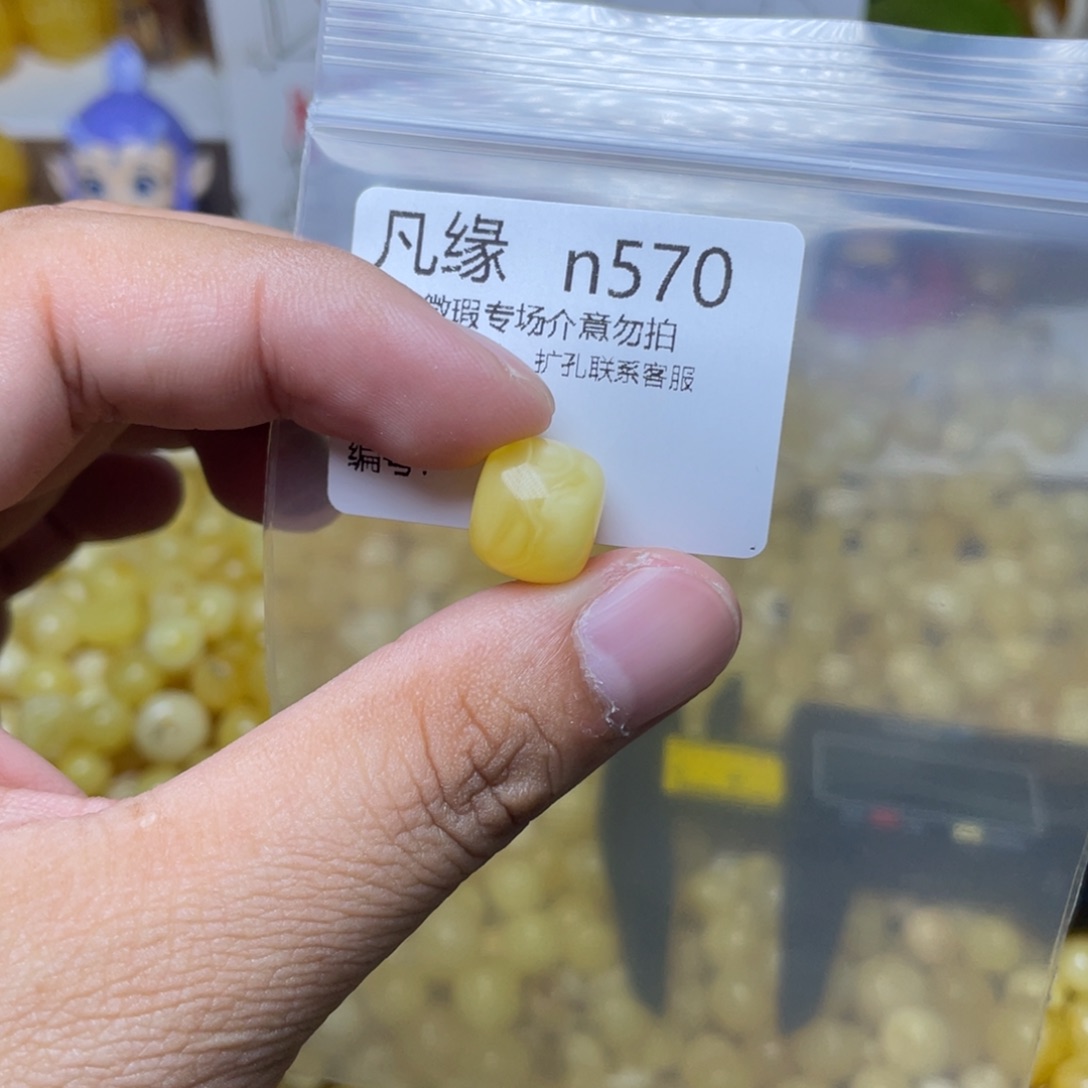 凡缘 n570
微瑕专场介意勿拍
扩孔联系客服
编号: